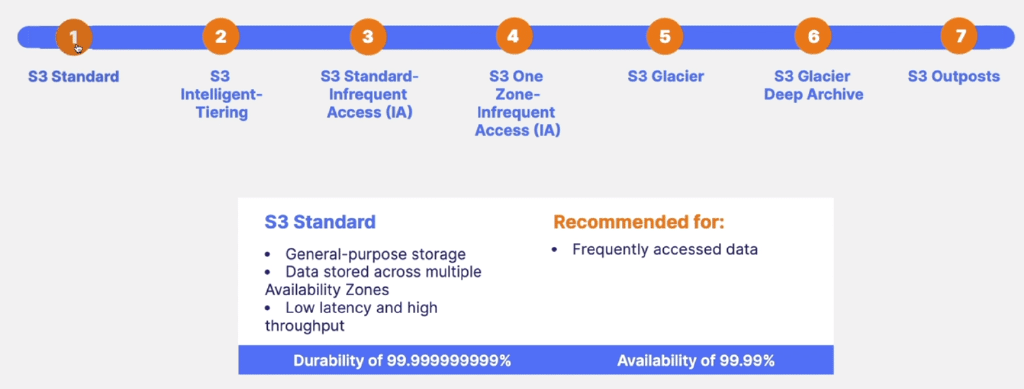 1
2
3
4
5
6
7
S3 Standard
S3
Intelligent-
Tiering
S3 Standard-
Infrequent
Access (IA)
S3 One
Zone-
Infrequent
Access (IA)
S3 Glacier
S3 Glacier
Deep Archive
S3 Outposts
S3 Standard
• General-purpose storage
• Data stored across multiple
Availability Zones
• Low latency and high
throughput
Recommended for:
• Frequently accessed data
Durability of 99.999999999%
Availability of 99.99%